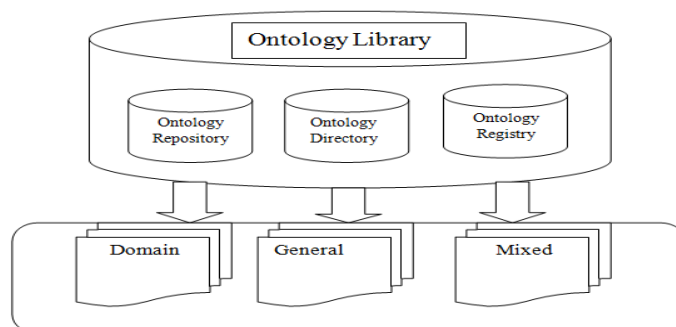 Ontology Library
Ontology
Repository
Ontology
Directory
Ontology
Registry
Domain
General
Mixed